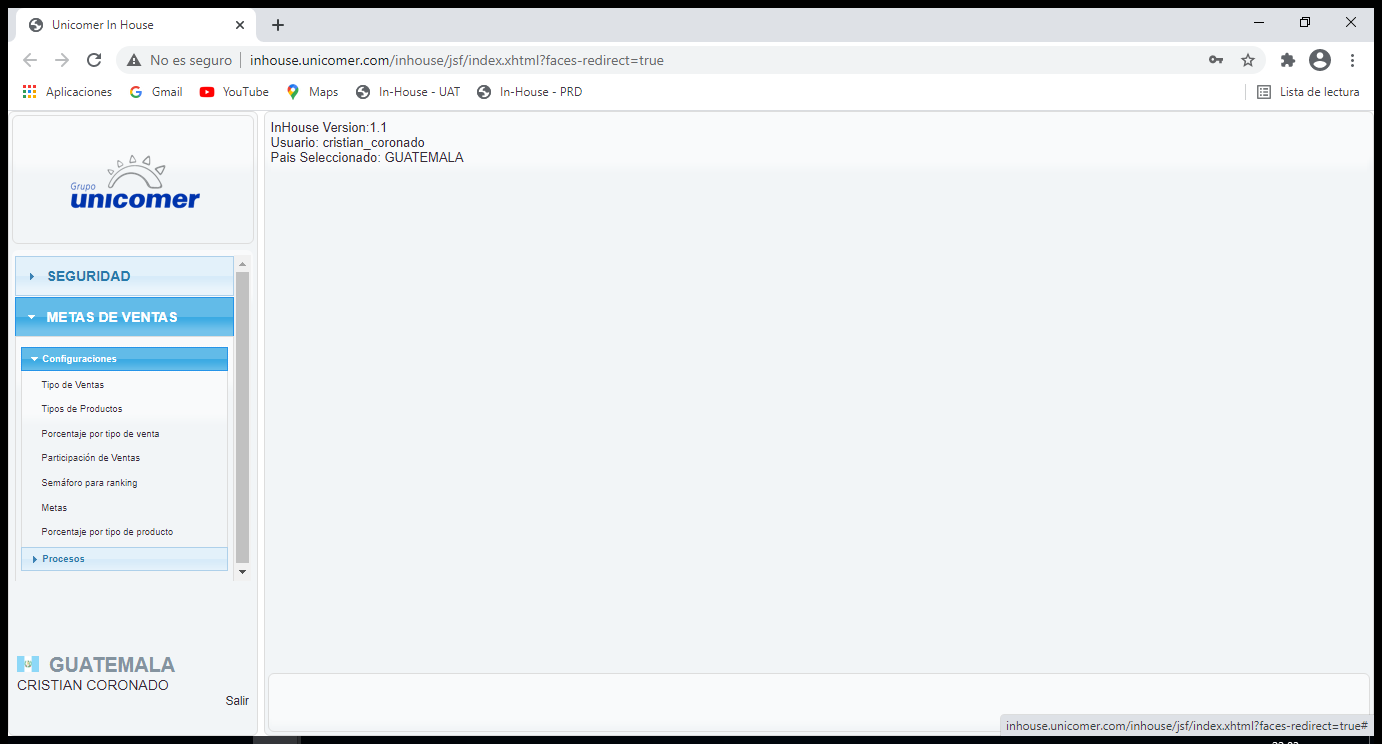 Unicomer In House
No es seguro
inhouse.unicomer.com/inhouse/jsf/index.xhtml?faces-redirect=true
Aplicaciones
Gmail
YouTube
Maps
In-House - UAT
In-House - PRD
Lista de lectura
Grupo
unicomer
SEGURIDAD
METAS DE VENTAS
Configuraciones
Tipo de Ventas
Tipos de Productos
Porcentaje por tipo de venta
Participación de Ventas
Semáforo para ranking
Metas
Porcentaje por tipo de producto
Procesos
GUATEMALA
CRISTIAN CORONADO
Salir
InHouse Version:1.1
Usuario: cristian_coronado
Pais Seleccionado: GUATEMALA
inhouse.unicomer.com/inhouse/jsf/index.xhtml?faces-redirect=true#